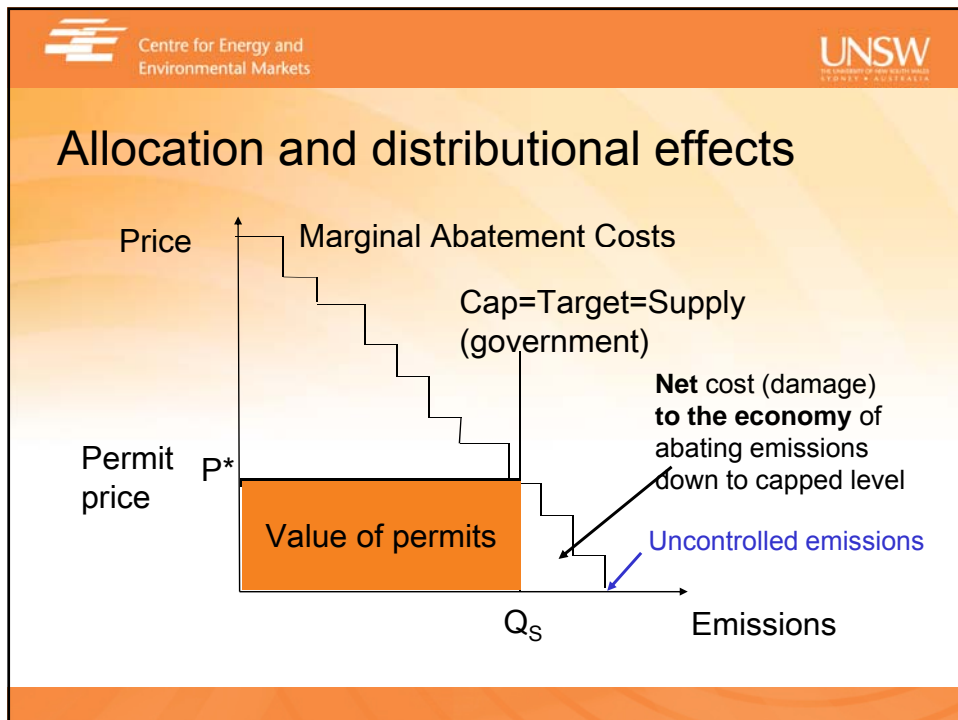 Centre for Energy and
Environmental Markets
UNSW
THE UNIVERSITY OF NEW SOUTH WALES
SYDNEY • AUSTRALIA
Allocation and distributional effects
Price
Marginal Abatement Costs
Cap=Target=Supply
(government)
Net cost (damage)
to the economy of
abating emissions
down to capped level
Permit
price
P*
Value of permits
Uncontrolled emissions
QS
Emissions